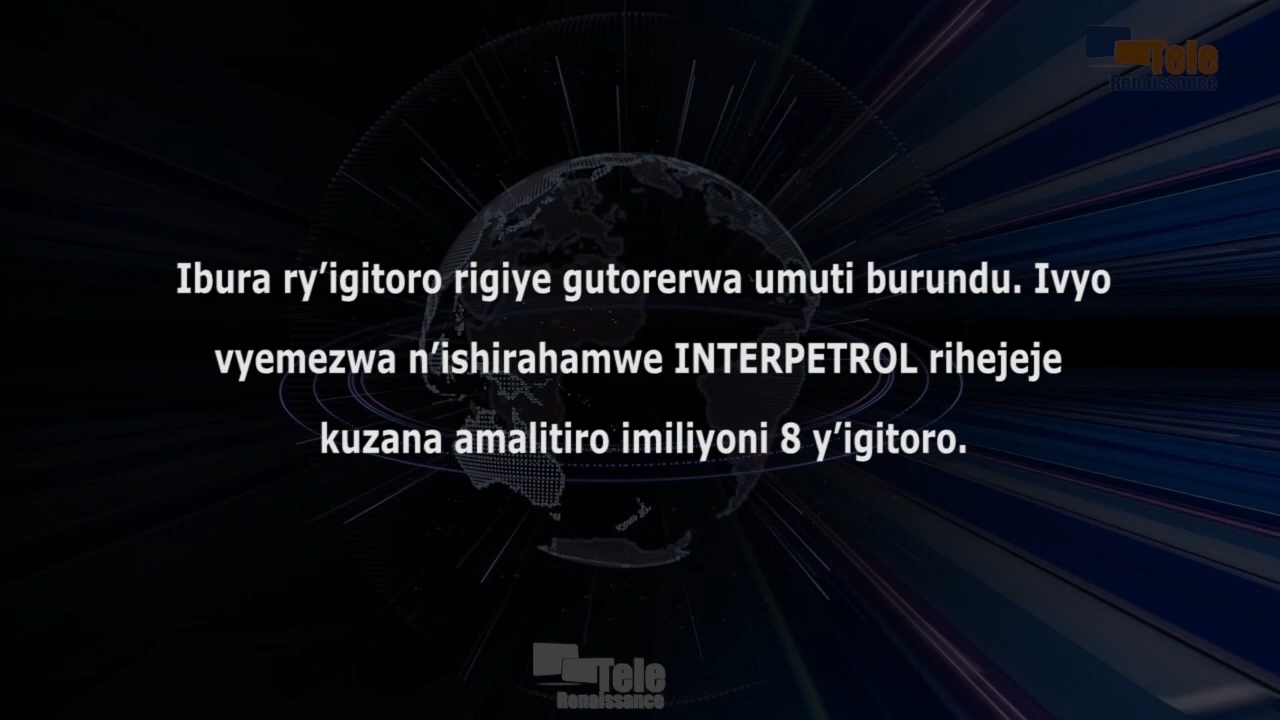 Tele
Renaissance
Ibura ry’igitoro rigiye gutorerwa umuti burundu. Ivyo
vyemezwa n’ishirahamwe INTERPETROL rihejeje
kuzana amalitiro imiliyoni 8 y’igitoro.
Tele
Renaissance